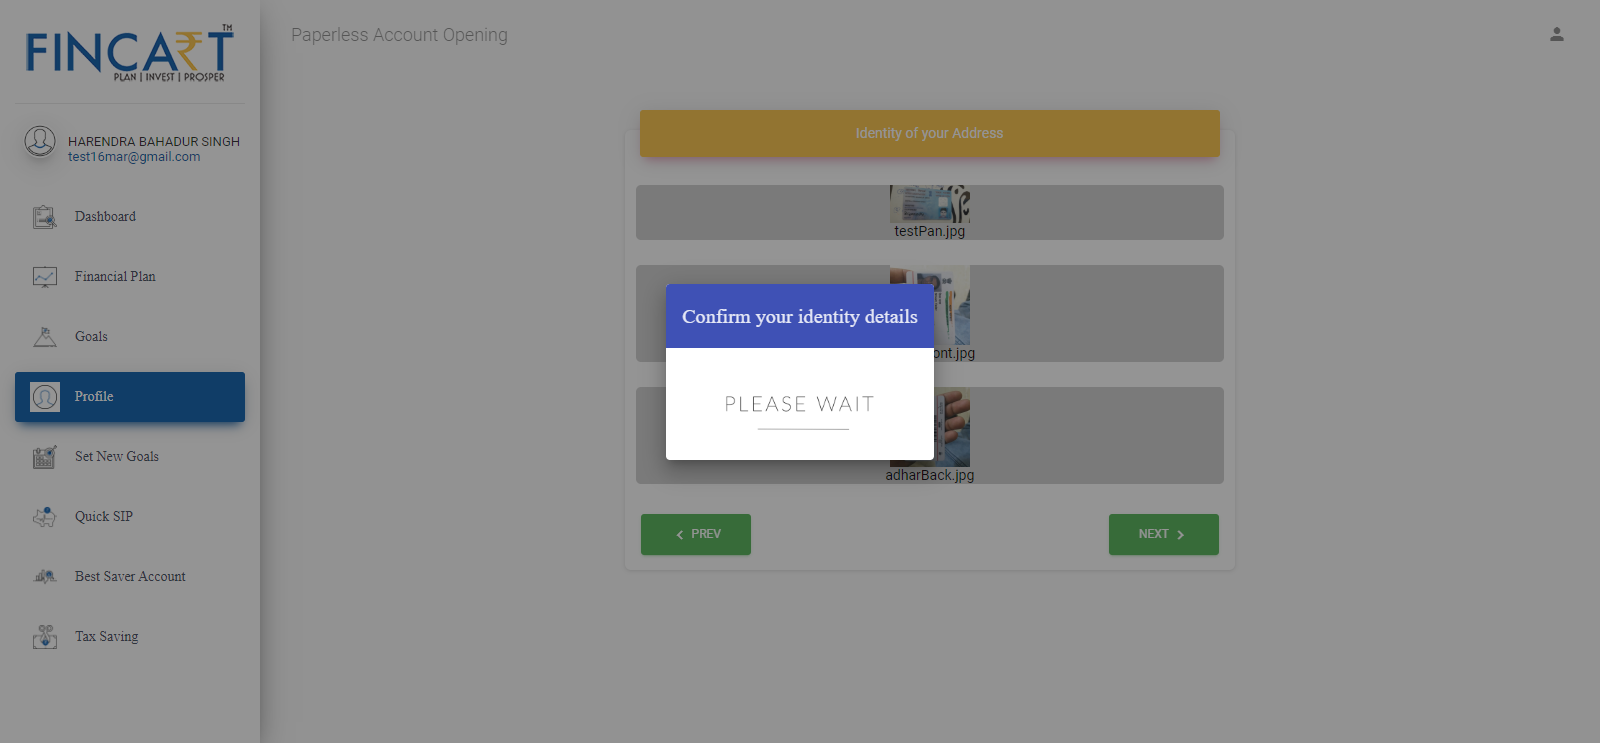 FINCART
TM
PLAN | INVEST | PROSPER
HARENDRA BAHADUR SINGH
test16mar@gmail.com
Dashboard
Financial Plan
Goals
Profile
Set New Goals
Quick SIP
Best Saver Account
Tax Saving
Paperless Account Opening
Identity of your Address
testPan.jpg
ont.jpg
adharBack.jpg
PREV
NEXT
Confirm your identity details
PLEASE WAIT